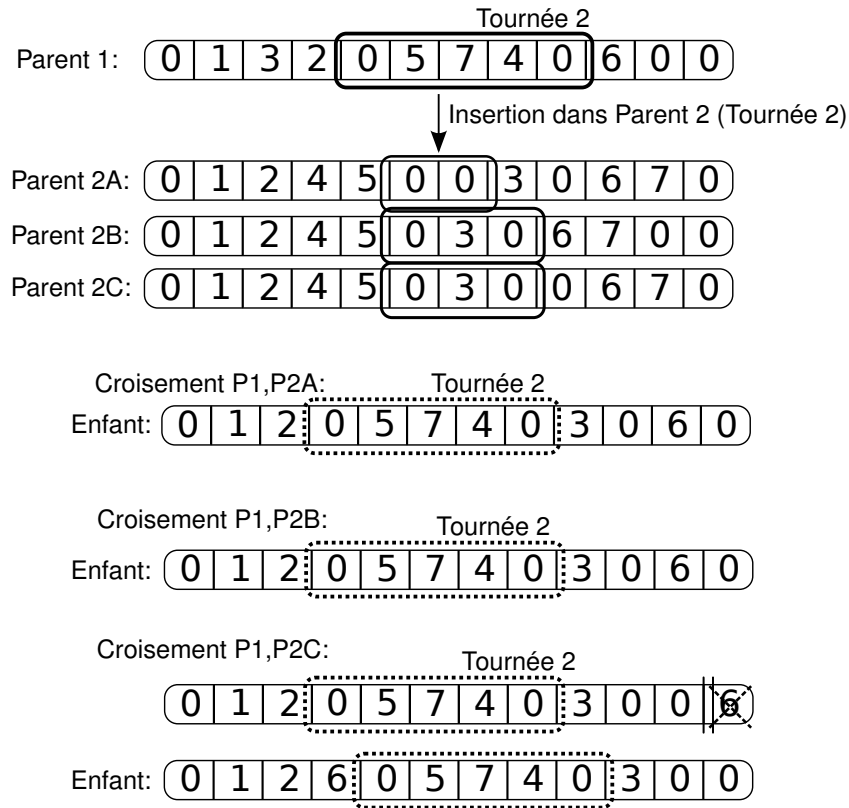 Tournée 2
Parent 1: 0 1 3 2 0 5 7 4 0 6 0 0
Insertion dans Parent 2 (Tournée 2)
Parent 2A: 0 1 2 4 5 0 0 3 0 6 7 0
Parent 2B: 0 1 2 4 5 0 3 0 6 7 0 0
Parent 2C: 0 1 2 4 5 0 3 0 0 6 7 0
Croisement P1,P2A: Tournée 2
Enfant: 0 1 2 0 5 7 4 0 3 0 6 0
Croisement P1,P2B: Tournée 2
Enfant: 0 1 2 0 5 7 4 0 3 0 6 0
Croisement P1,P2C: Tournée 2
0 1 2 0 5 7 4 0 3 0 0 6
Enfant: 0 1 2 6 0 5 7 4 0 3 0 0